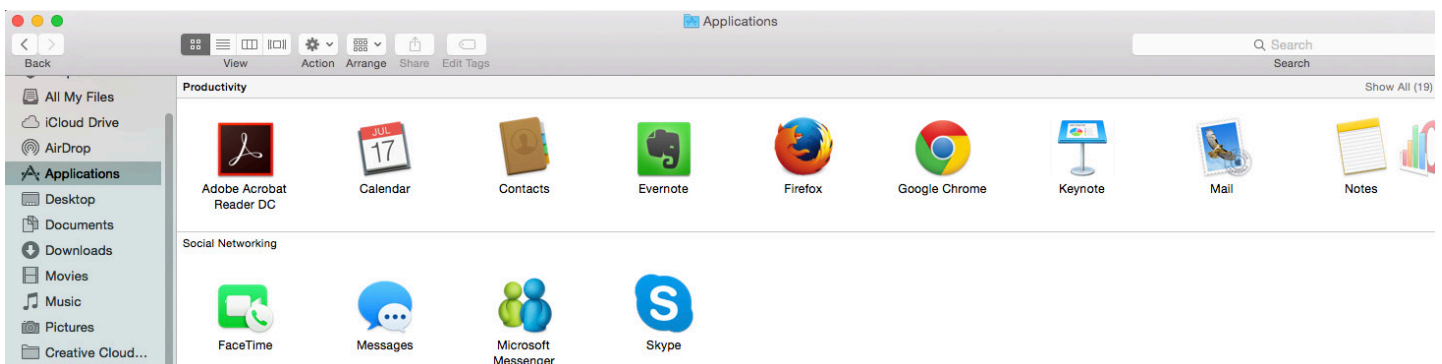 Applications
Back
View
Action
Arrange
Share
Edit Tags
Search
Search
All My Files
iCloud Drive
AirDrop
Applications
Desktop
Documents
Downloads
Movies
Music
Pictures
Creative Cloud...
Productivity
Show All (19)
JUL
17
Adobe Acrobat
Reader DC
Calendar
Contacts
Evernote
Firefox
Google Chrome
Keynote
Mail
Notes
Social Networking
S
FaceTime
Messages
Microsoft
Messenger
Skype